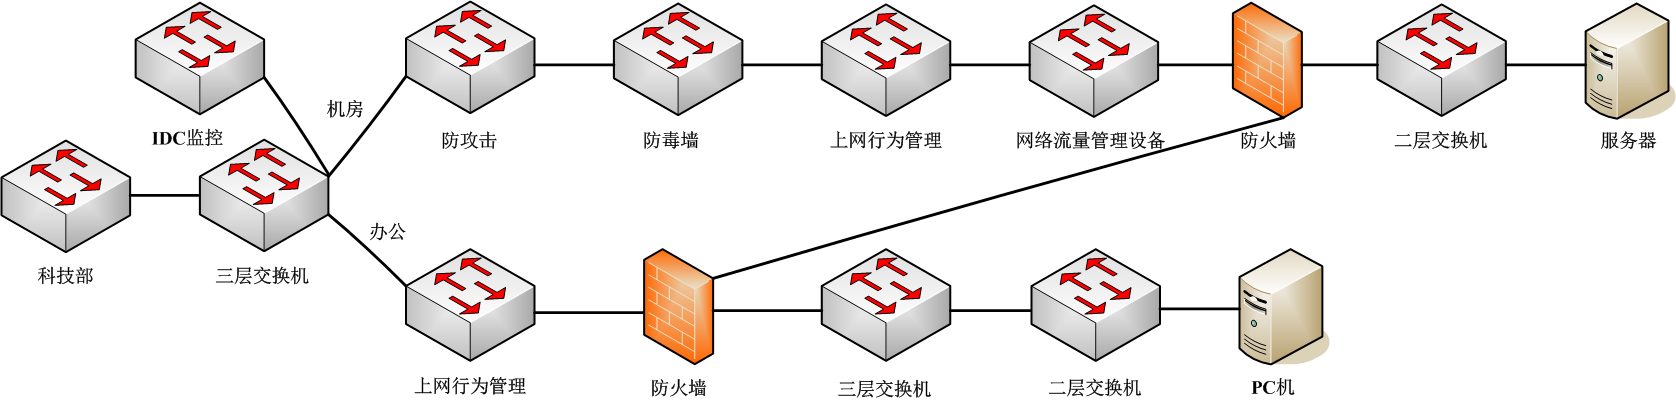 机房
IDC监控
防攻击
防毒墙
上网行为管理
网络流量管理设备
防火墙
二层交换机
服务器
办公
科技部
三层交换机
上网行为管理
防火墙
三层交换机
二层交换机
PC机